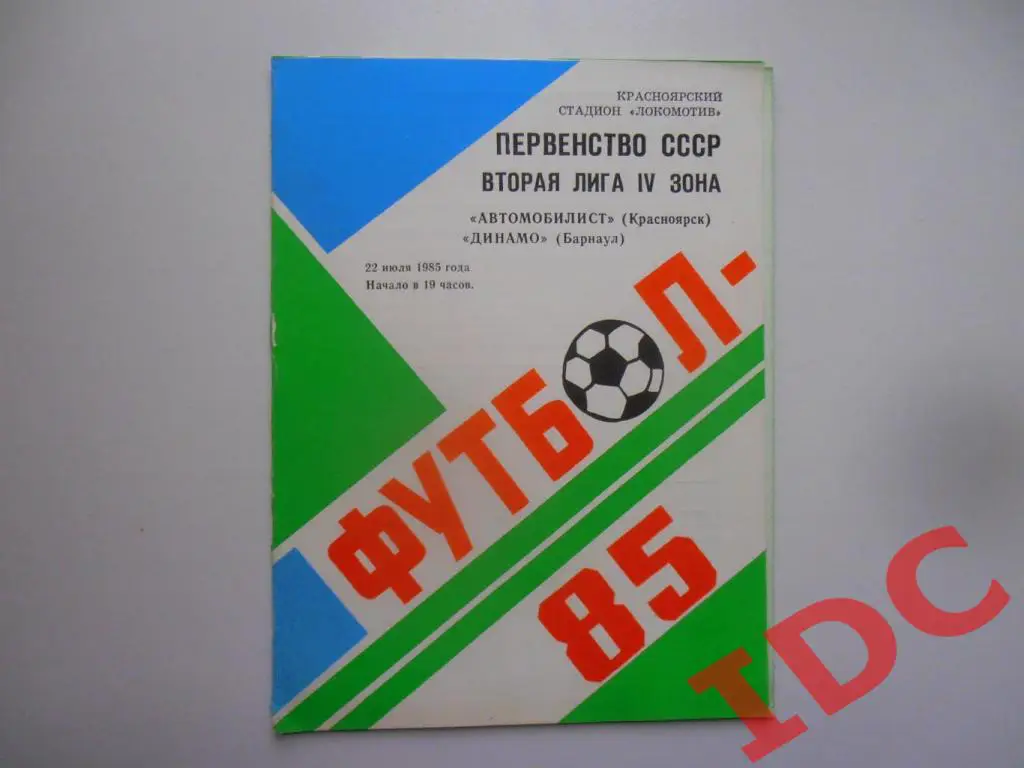 КРАСНОЯРСКИЙ
СТАДИОН «ЛОКОМОТИВ»
ПЕРВЕНСТВО СССР
ВТОРАЯ ЛИГА IV ЗОНА
«АВТОМОБИЛИСТ» (Красноярск)
«ДИНАМО» (Барнаул)
22 июля 1985 года
Начало в 19 часов.
ФУТБОЛ-
85
IDC